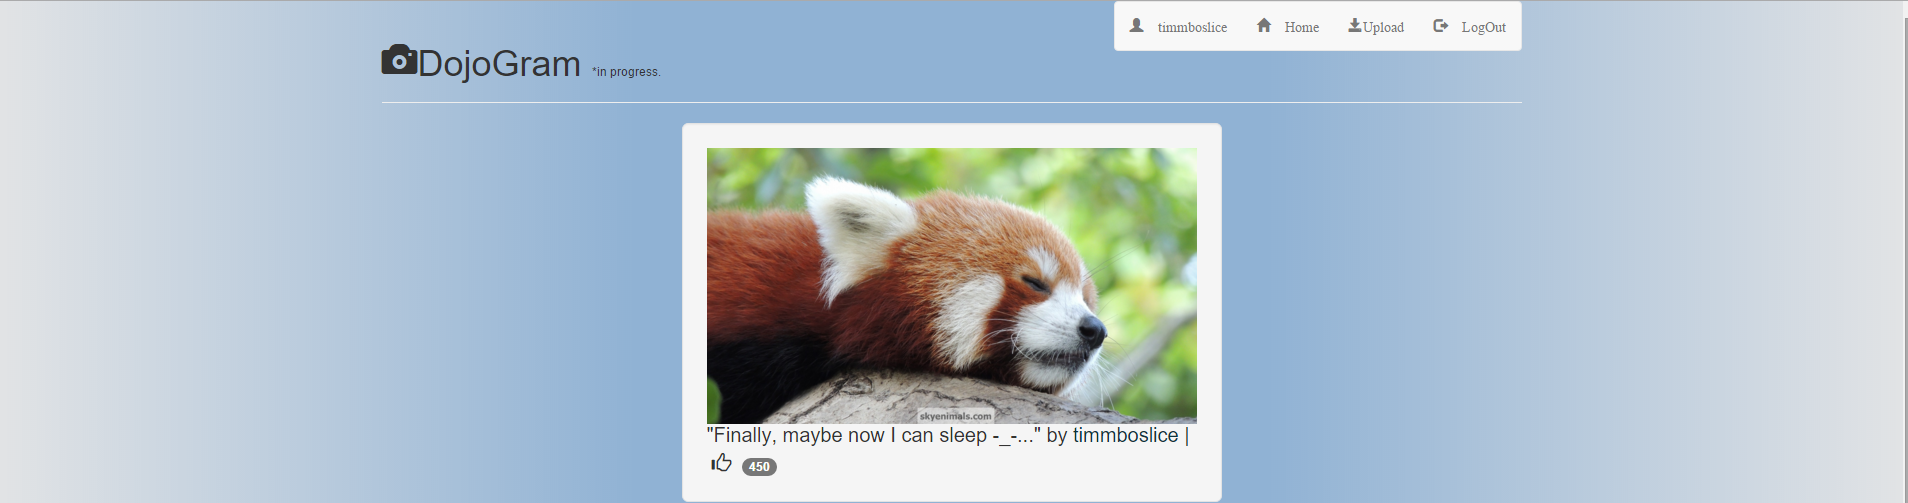 timmboslice Home Upload LogOut
DojoGram *in progress.
skyenimals.com
"Finally, maybe now I can sleep -_-..." by timmboslice |
450